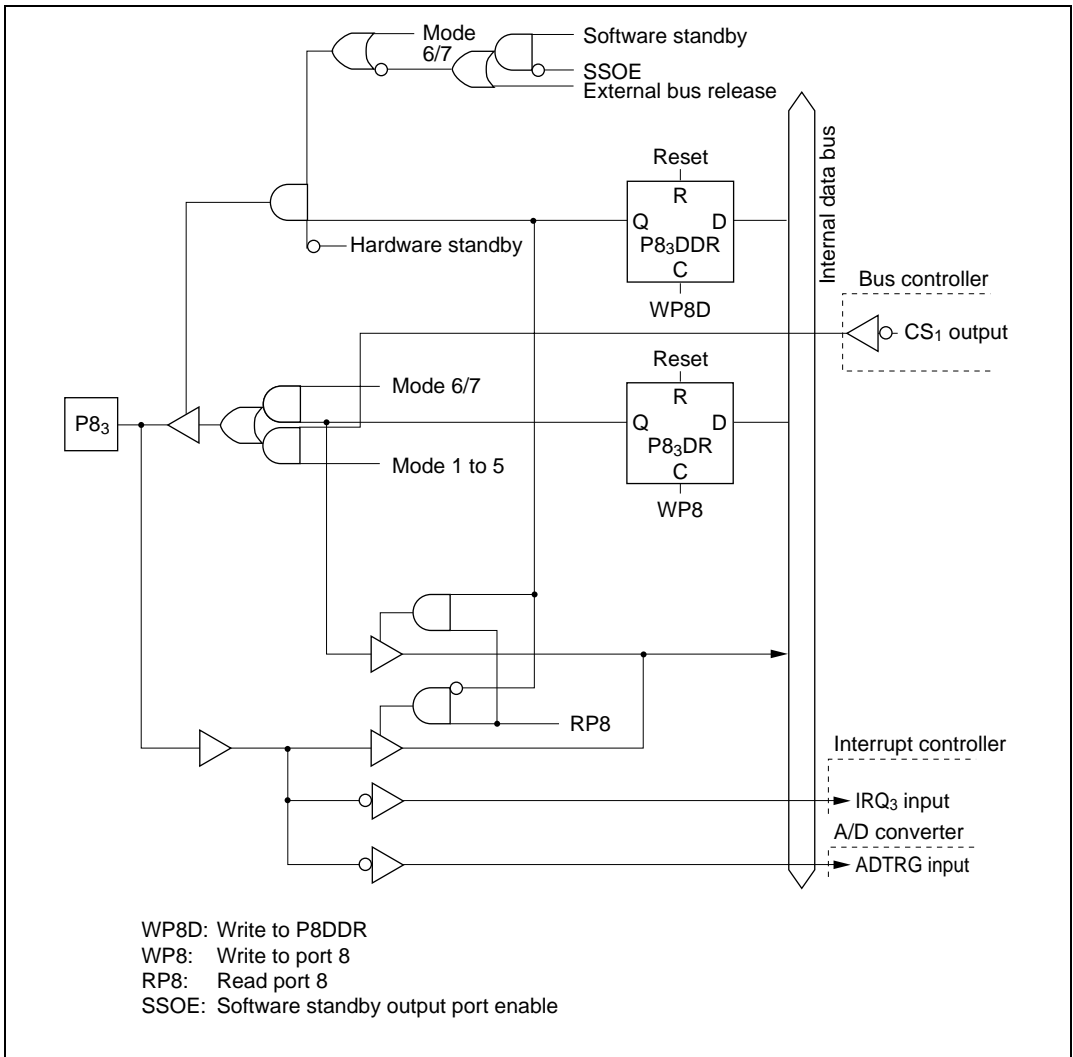 Mode
6/7
Software standby
SSOE
External bus release
Internal data bus
Reset
R
Q
D
P8₃DDR
C
WP8D
Hardware standby
Bus controller
CS₁ output
Reset
R
Q
D
P8₃DR
C
WP8
Mode 6/7
P8₃
Mode 1 to 5
RP8
Interrupt controller
IRQ₃ input
A/D converter
ADTRG input
WP8D: Write to P8DDR
WP8: Write to port 8
RP8: Read port 8
SSOE: Software standby output port enable